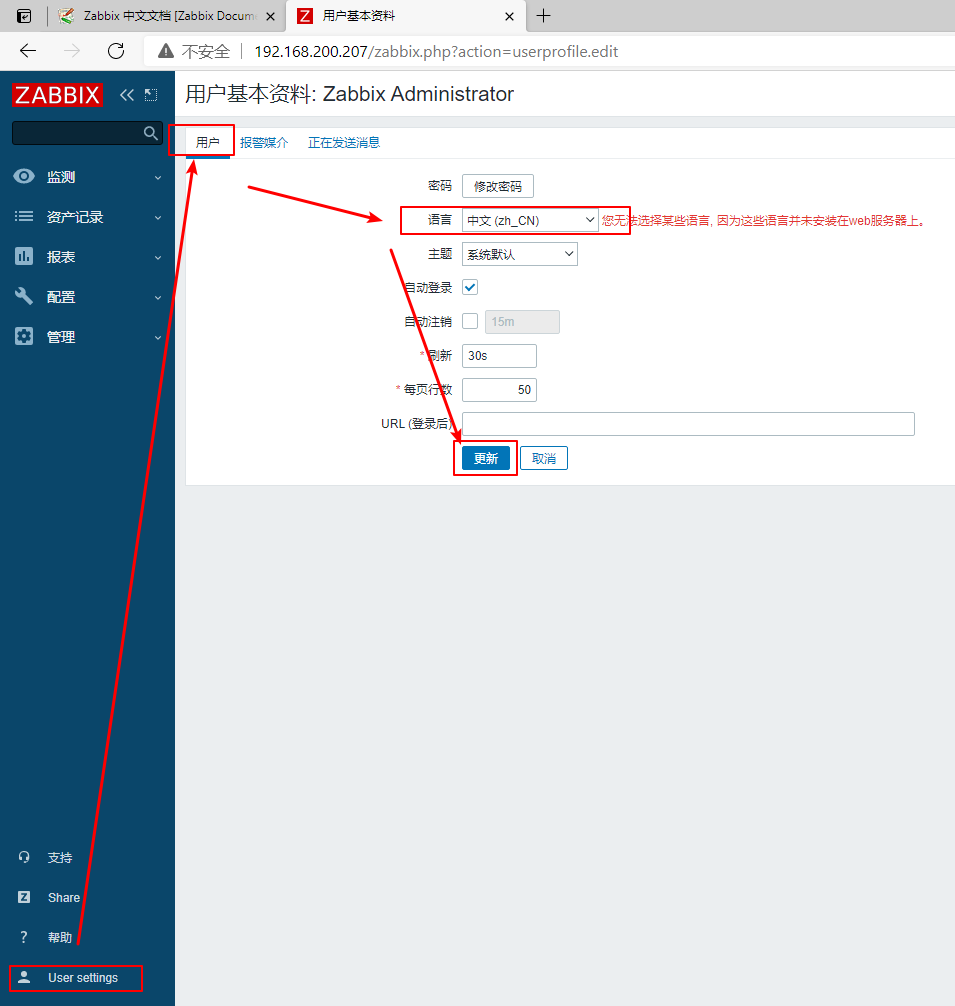 Zabbix 中文文档 [Zabbix Docum
用户基本资料
不安全
192.168.200.207/zabbix.php?action=userprofile.edit
ZABBIX
用户基本资料: Zabbix Administrator
用户 报警媒介 正在发送消息
监测
资产记录
报表
配置
管理
密码 修改密码
语言 中文 (zh_CN) 您无法选择某些语言, 因为这些语言并未安装在web服务器上。
主题 系统默认
自动登录
自动注销 15m
* 刷新 30s
* 每页行数 50
URL (登录后)
更新 取消
支持
Z Share
? 帮助
User settings